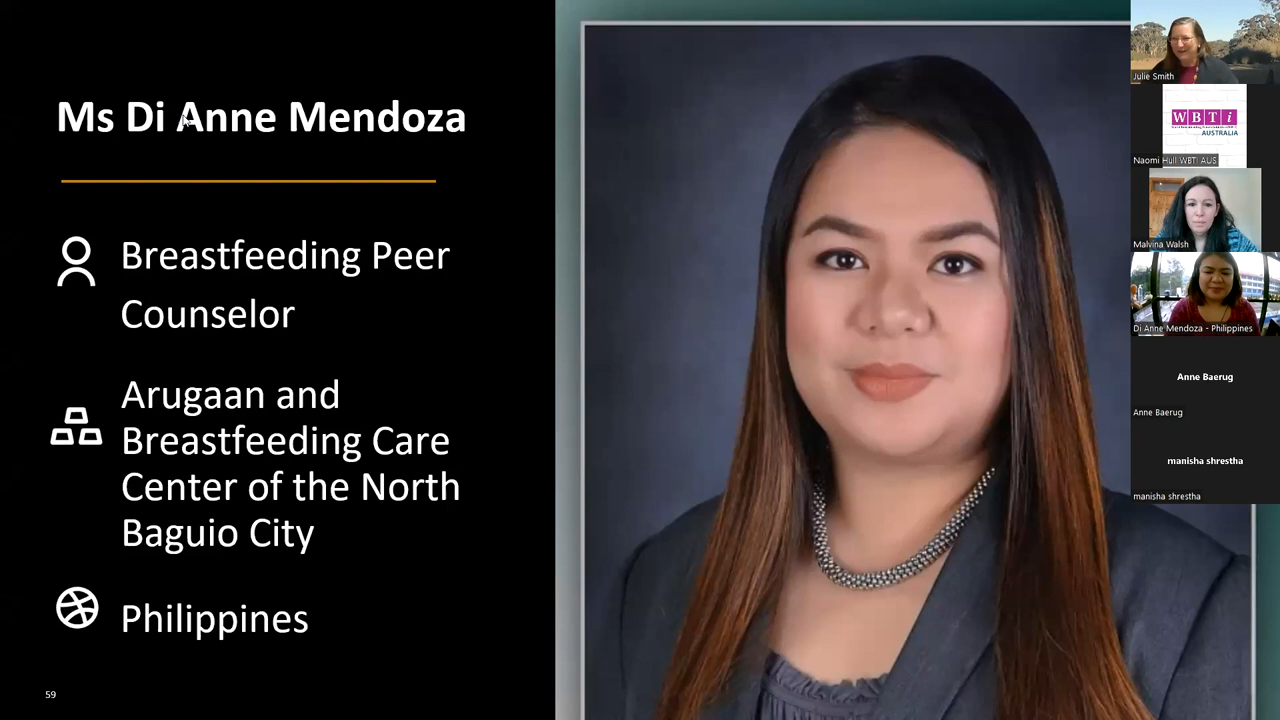 Ms Di Anne Mendoza
Breastfeeding Peer
Counselor
Arugaan and
Breastfeeding Care
Center of the North
Baguio City
Philippines
59
Julie Smith
WBTi
AUSTRALIA
Naomi Hull WBTI AUS
Malvina Walsh
Di Anne Mendoza - Philippines
Anne Baerug
Anne Baerug
manisha shrestha
manisha shrestha